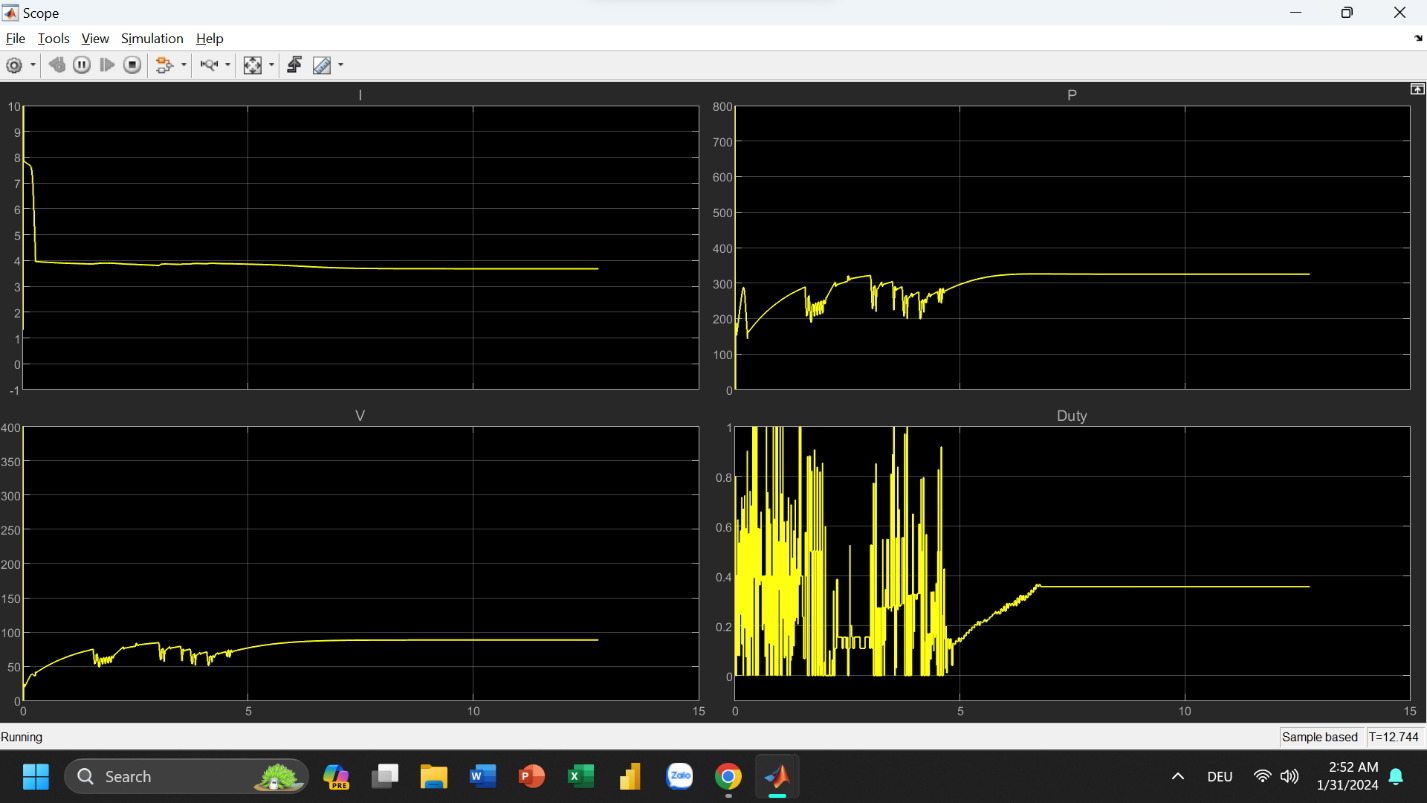 Scope
File Tools View Simulation Help
I
10
9
8
7
6
5
4
3
2
1
0
-1
P
800
700
600
500
400
300
200
100
0
V
400
350
300
250
200
150
100
50
0
0 5 10 15
Duty
1
0.8
0.6
0.4
0.2
0
0 5 10 15
Running
Sample based T=12.744
Search
PRE
W
P
X
Zalo
DEU
2:52 AM
1/31/2024